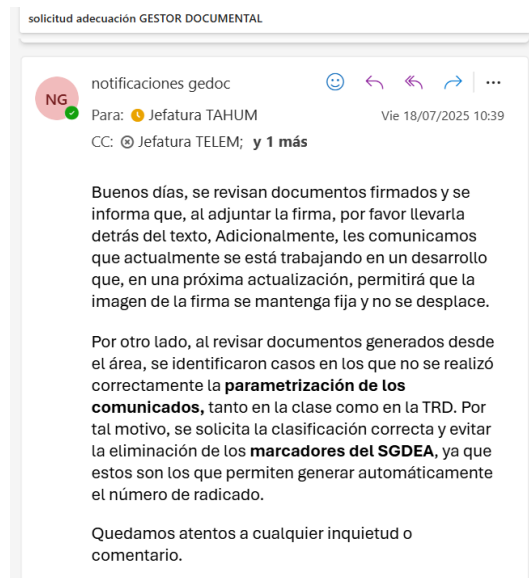 solicitud adecuación GESTOR DOCUMENTAL
notificaciones gedoc
NG
Para: Jefatura TAHUM
Vie 18/07/2025 10:39
CC: Jefatura TELEM; y 1 más
Buenos días, se revisan documentos firmados y se
informa que, al adjuntar la firma, por favor llevarla
detrás del texto, Adicionalmente, les comunicamos
que actualmente se está trabajando en un desarrollo
que, en una próxima actualización, permitirá que la
imagen de la firma se mantenga fija y no se desplace.
Por otro lado, al revisar documentos generados desde
el área, se identificaron casos en los que no se realizó
correctamente la parametrización de los
comunicados, tanto en la clase como en la TRD. Por
tal motivo, se solicita la clasificación correcta y evitar
la eliminación de los marcadores del SGDEA, ya que
estos son los que permiten generar automáticamente
el número de radicado.
Quedamos atentos a cualquier inquietud o
comentario.